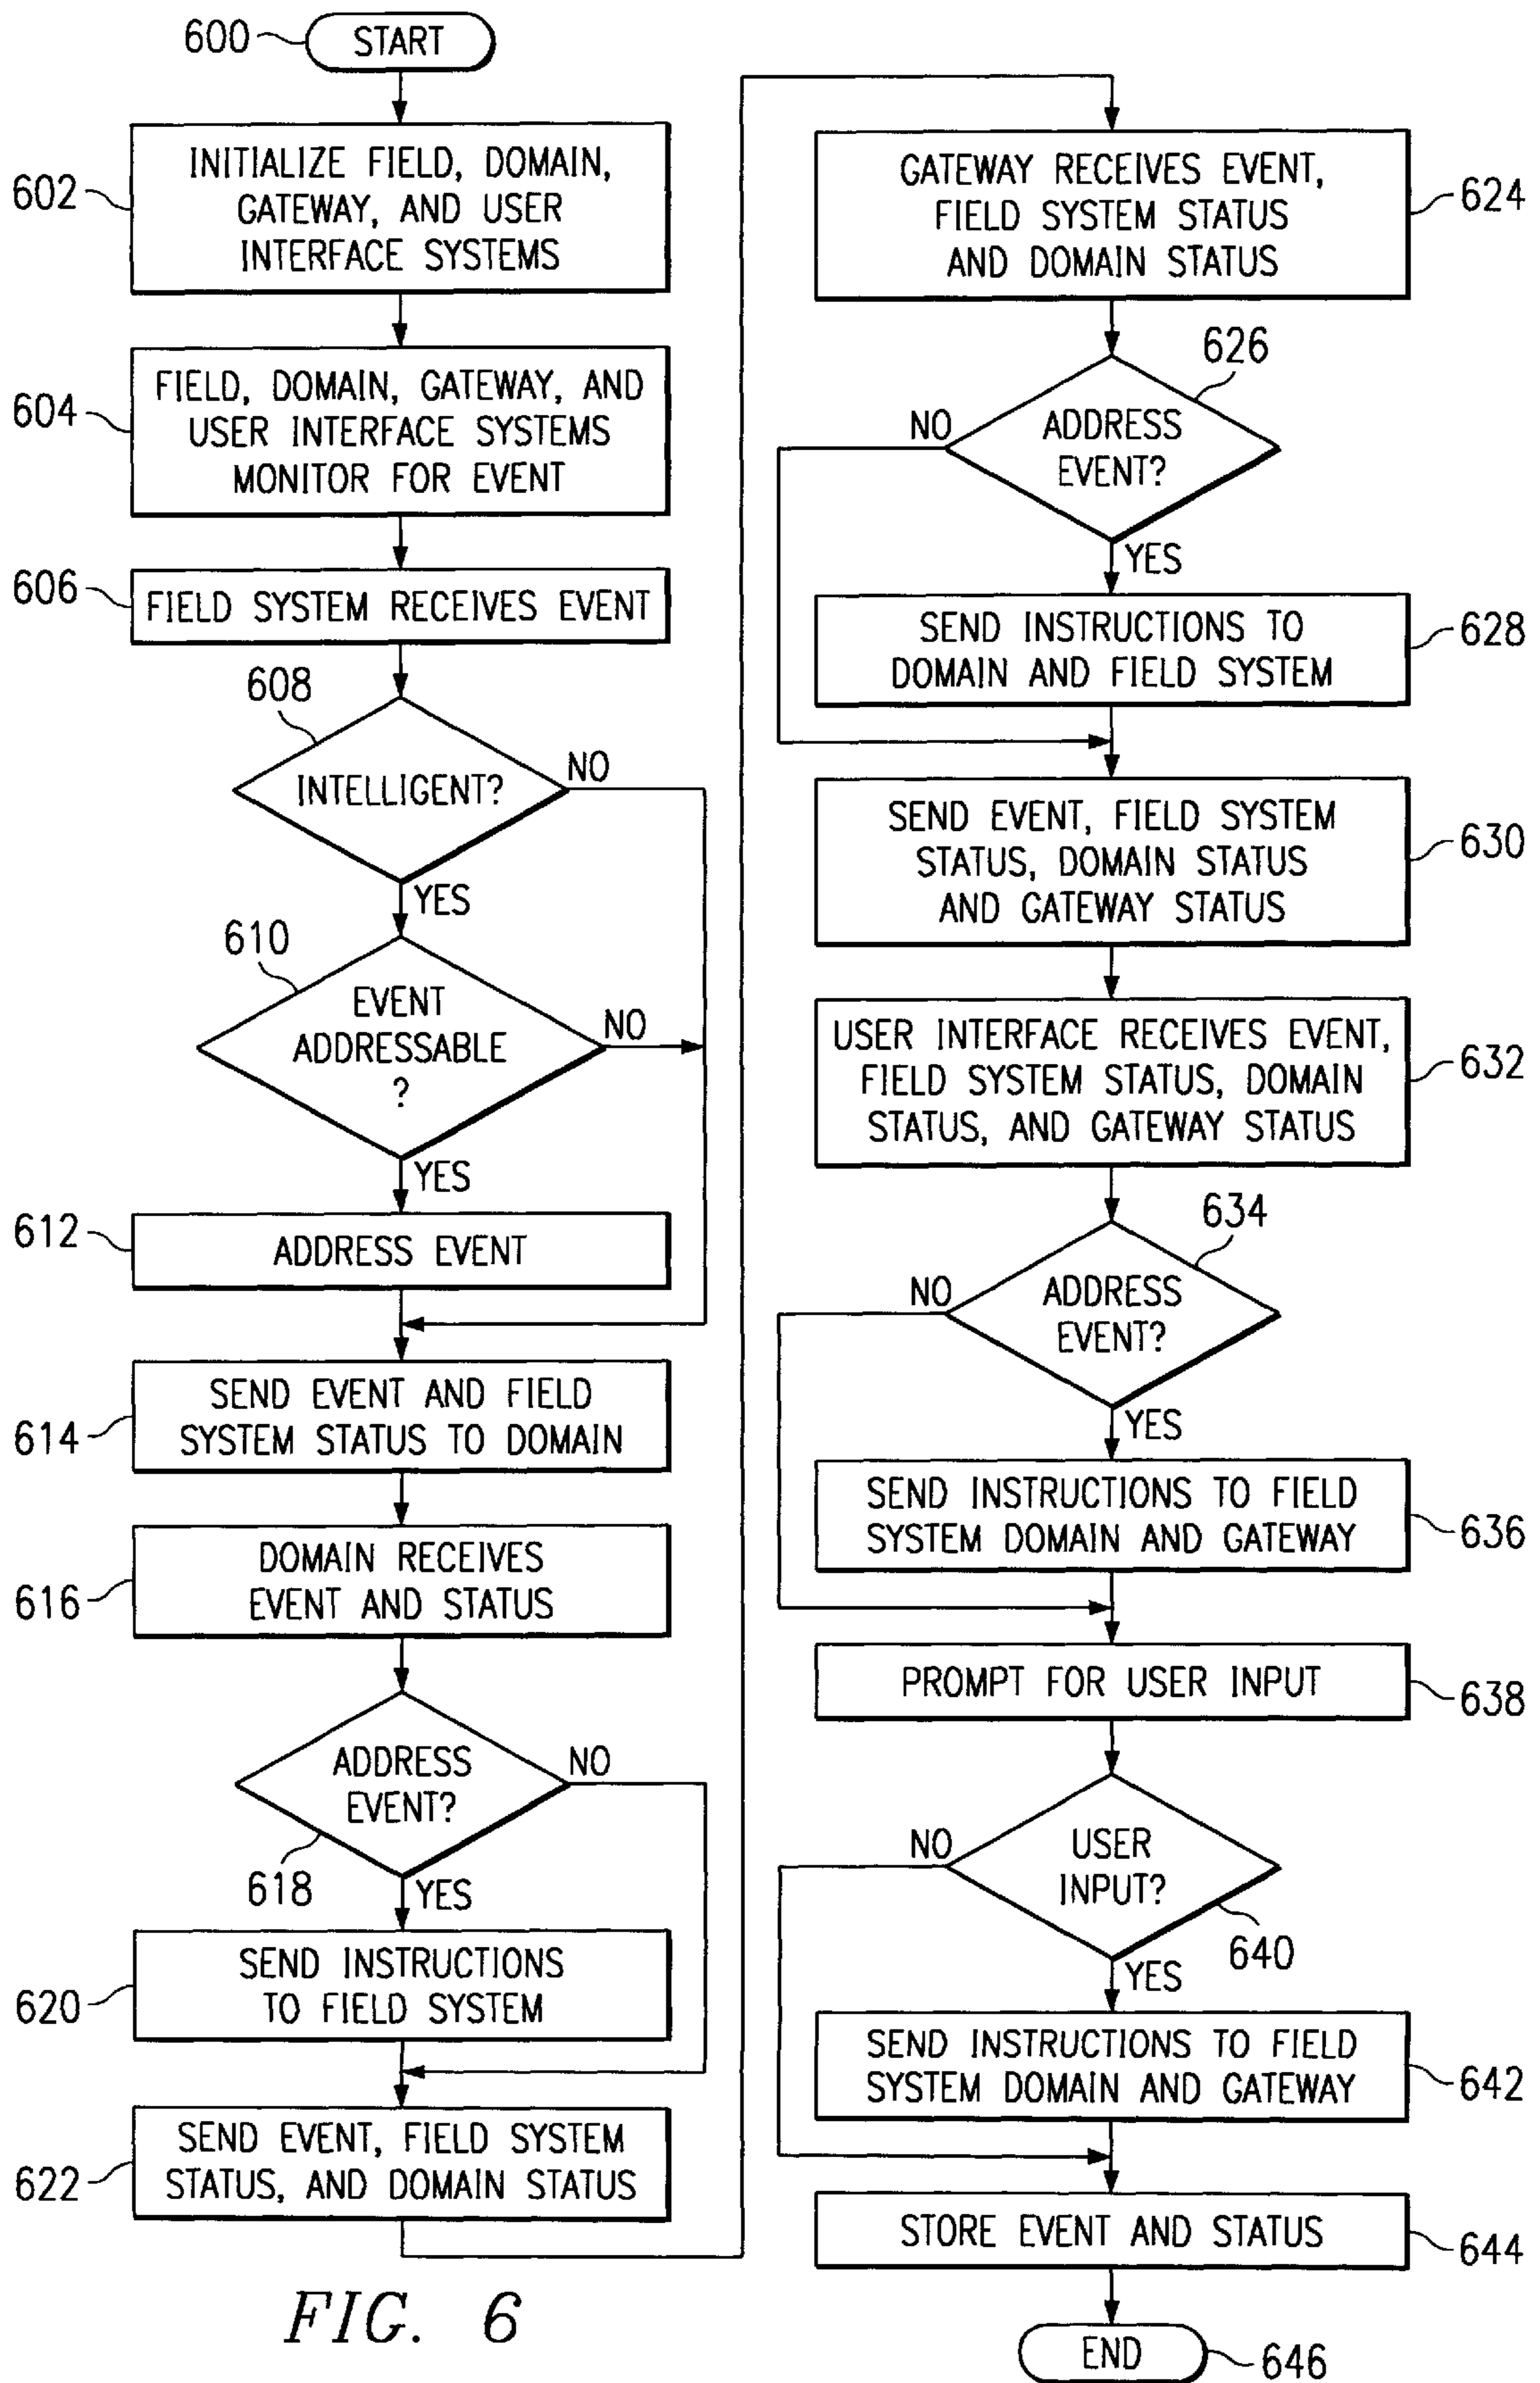 600
START
602
INITIALIZE FIELD, DOMAIN,
GATEWAY, AND USER
INTERFACE SYSTEMS
604
FIELD, DOMAIN, GATEWAY, AND
USER INTERFACE SYSTEMS
MONITOR FOR EVENT
606
FIELD SYSTEM RECEIVES EVENT
608
INTELLIGENT?
NO
YES
610
EVENT
ADDRESSABLE
?
NO
YES
612
ADDRESS EVENT
614
SEND EVENT AND FIELD
SYSTEM STATUS TO DOMAIN
616
DOMAIN RECEIVES
EVENT AND STATUS
ADDRESS
EVENT?
NO
618
YES
620
SEND INSTRUCTIONS
TO FIELD SYSTEM
622
SEND EVENT, FIELD SYSTEM
STATUS, AND DOMAIN STATUS
GATEWAY RECEIVES EVENT,
FIELD SYSTEM STATUS
AND DOMAIN STATUS
624
626
NO
ADDRESS
EVENT?
YES
SEND INSTRUCTIONS TO
DOMAIN AND FIELD SYSTEM
628
SEND EVENT, FIELD SYSTEM
STATUS, DOMAIN STATUS
AND GATEWAY STATUS
630
USER INTERFACE RECEIVES EVENT,
FIELD SYSTEM STATUS, DOMAIN
STATUS, AND GATEWAY STATUS
632
634
NO
ADDRESS
EVENT?
YES
SEND INSTRUCTIONS TO FIELD
SYSTEM DOMAIN AND GATEWAY
636
PROMPT FOR USER INPUT
638
NO
USER
INPUT?
640
YES
SEND INSTRUCTIONS TO FIELD
SYSTEM DOMAIN AND GATEWAY
642
STORE EVENT AND STATUS
644
END
646
FIG. 6